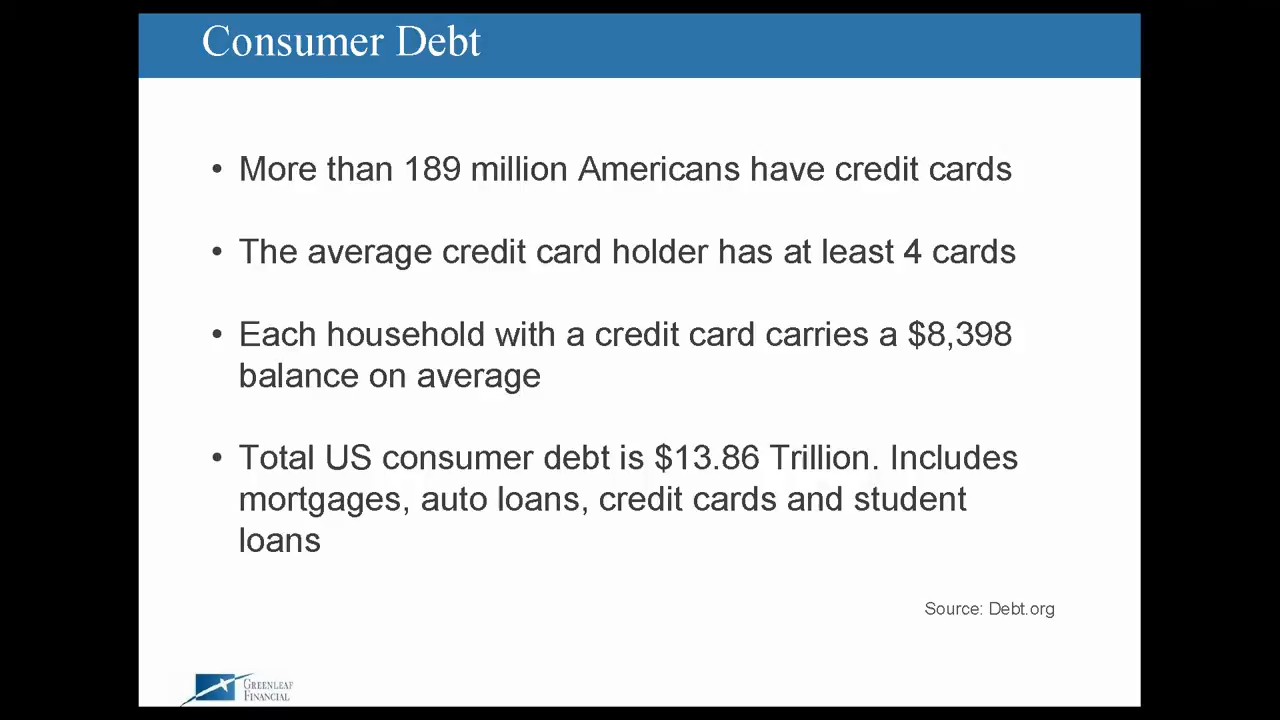 Consumer Debt
• More than 189 million Americans have credit cards
• The average credit card holder has at least 4 cards
• Each household with a credit card carries a $8,398
balance on average
• Total US consumer debt is $13.86 Trillion. Includes
mortgages, auto loans, credit cards and student
loans
Source: Debt.org
GREENLEAF
FINANCIAL